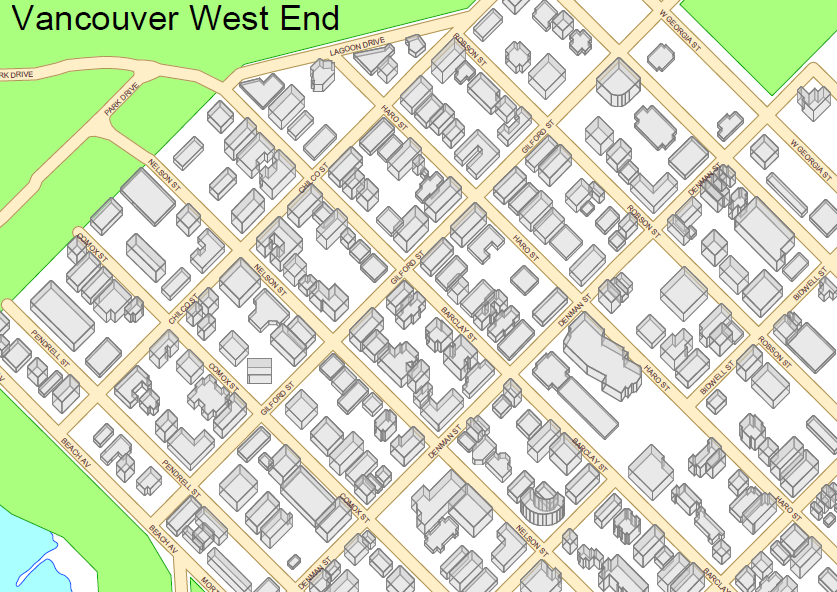 Vancouver West End
W GEORGIA ST
ROBSON ST
LAGOON DRIVE
RK DRIVE
PARK DRIVE
HARO ST
GILFORD ST
W GEORGIA ST
NELSON ST
CHILCO ST
DENMAN ST
ROBSON ST
COMOX ST
HARO ST
GILFORD ST
NELSON ST
BIDWELL ST
CHILCO ST
DENMAN ST
BARCLAY ST
PENDRELL ST
ROBSON ST
COMOX ST
HARO ST
BIDWELL ST
AV
GILFORD ST
BEACH AV
DENMAN ST
BARCLAY ST
PENDRELL ST
COMOX ST
HARO ST
BEACH AV
NELSON ST
DENMAN ST
BARCLAY
MOR